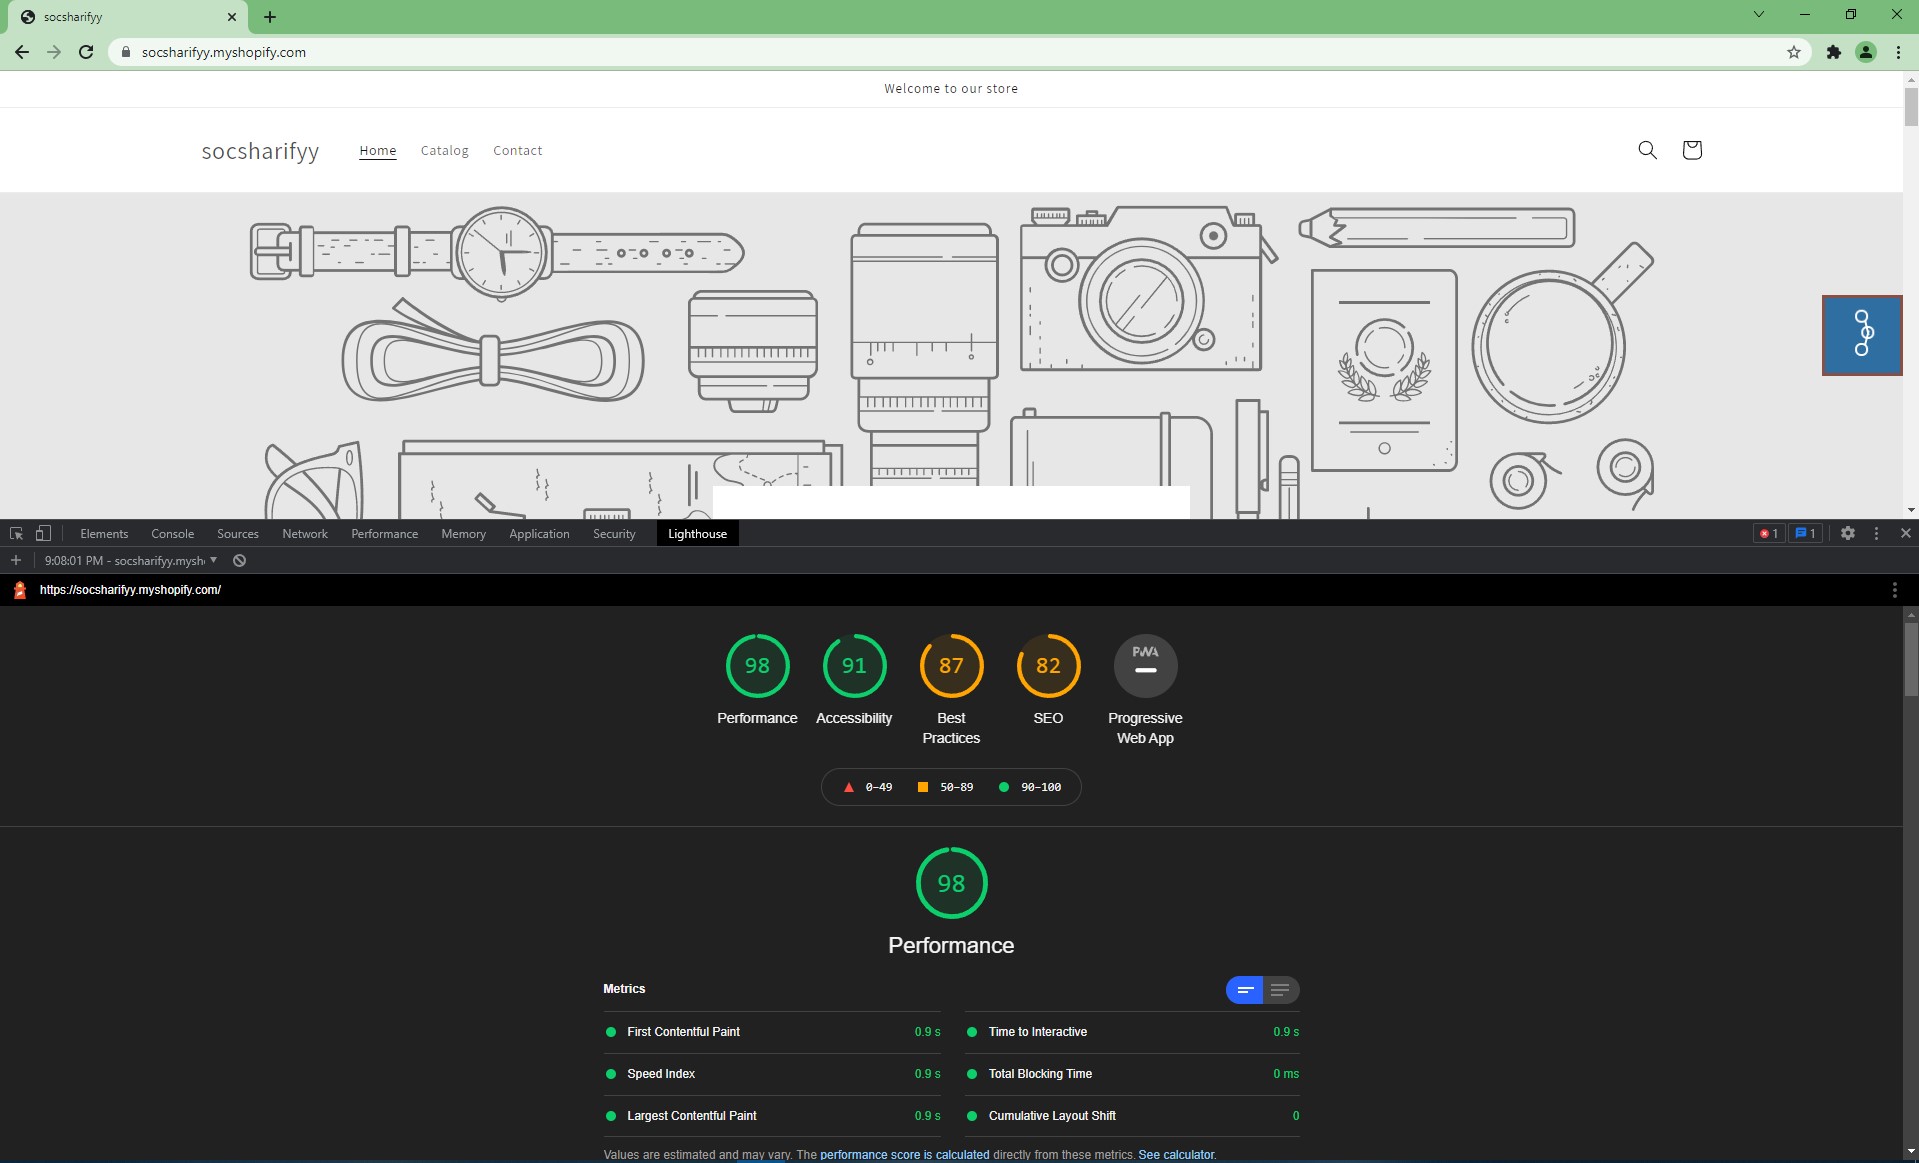 socsharifyy
socsharifyy.myshopify.com
Welcome to our store
socsharifyy Home Catalog Contact
Elements Console Sources Network Performance Memory Application Security Lighthouse 1 1
9:08:01 PM - socsharifyy.mysh
https://socsharifyy.myshopify.com/
98 91 87 82 PWA
Performance Accessibility Best Practices SEO Progressive Web App
0–49 50–89 90–100
98
Performance
Metrics
First Contentful Paint 0.9 s Time to Interactive 0.9 s
Speed Index 0.9 s Total Blocking Time 0 ms
Largest Contentful Paint 0.9 s Cumulative Layout Shift 0
Values are estimated and may vary. The performance score is calculated directly from these metrics. See calculator.